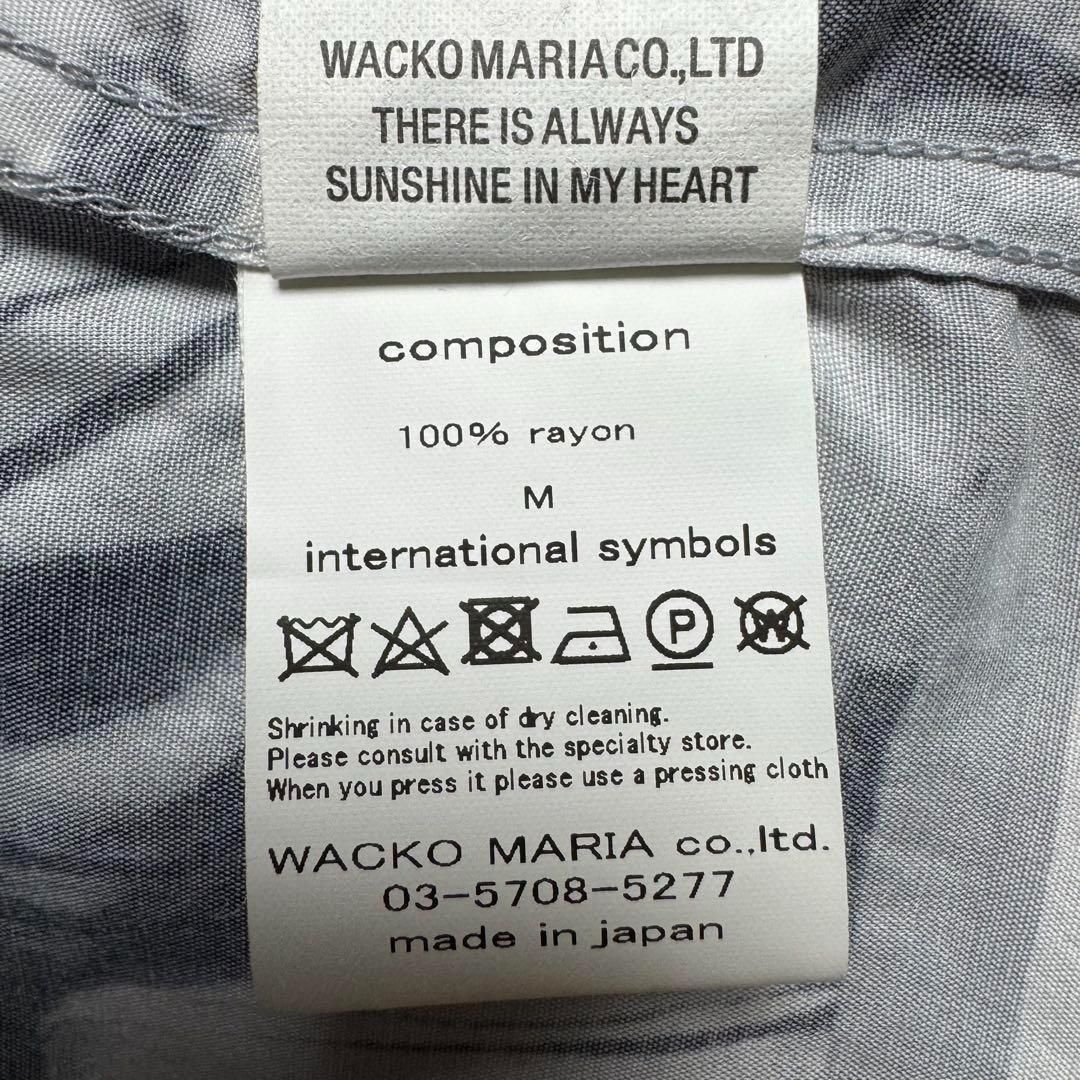 WACKO MARIA CO.,LTD
THERE IS ALWAYS
SUNSHINE IN MY HEART
composition
100% rayon
M
international symbols
P W
Shrinking in case of dry cleaning.
Please consult with the specialty store.
When you press it please use a pressing cloth
WACKO MARIA co.,ltd.
03-5708-5277
made in japan